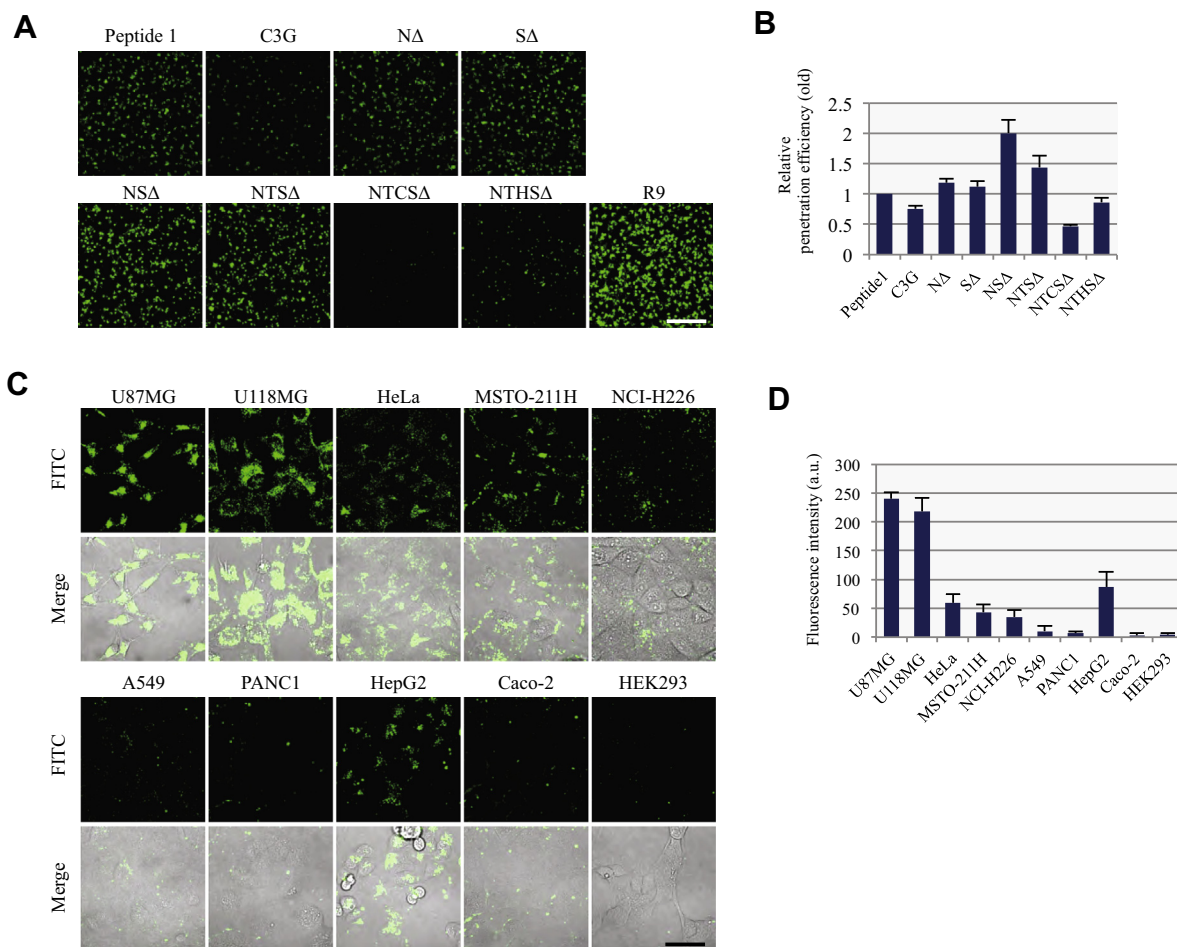 A
Peptide 1 C3G NΔ SΔ
NSΔ NTSΔ NTCSΔ NTHSΔ R9
B
Relative
penetration efficiency (old)
2.5
2
1.5
1
0.5
0
Peptide1 C3G NΔ SΔ NSΔ NTSΔ NTCSΔ NTHSΔ
C
U87MG U118MG HeLa MSTO-211H NCI-H226
FITC
Merge
A549 PANC1 HepG2 Caco-2 HEK293
FITC
Merge
D
Fluorescence intensity (a.u.)
300
250
200
150
100
50
0
U87MG U118MG HeLa MSTO-211H NCI-H226 A549 PANC1 HepG2 Caco-2 HEK293